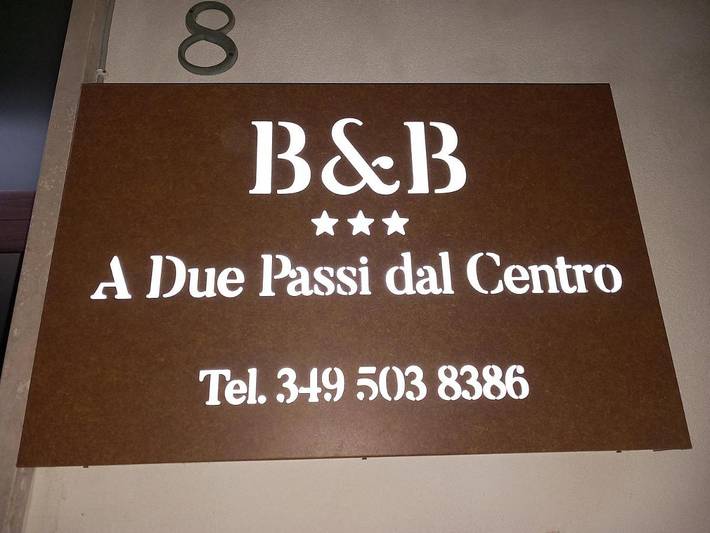 8
B&B
★★★
A Due Passi dal Centro
Tel. 349 503 8386